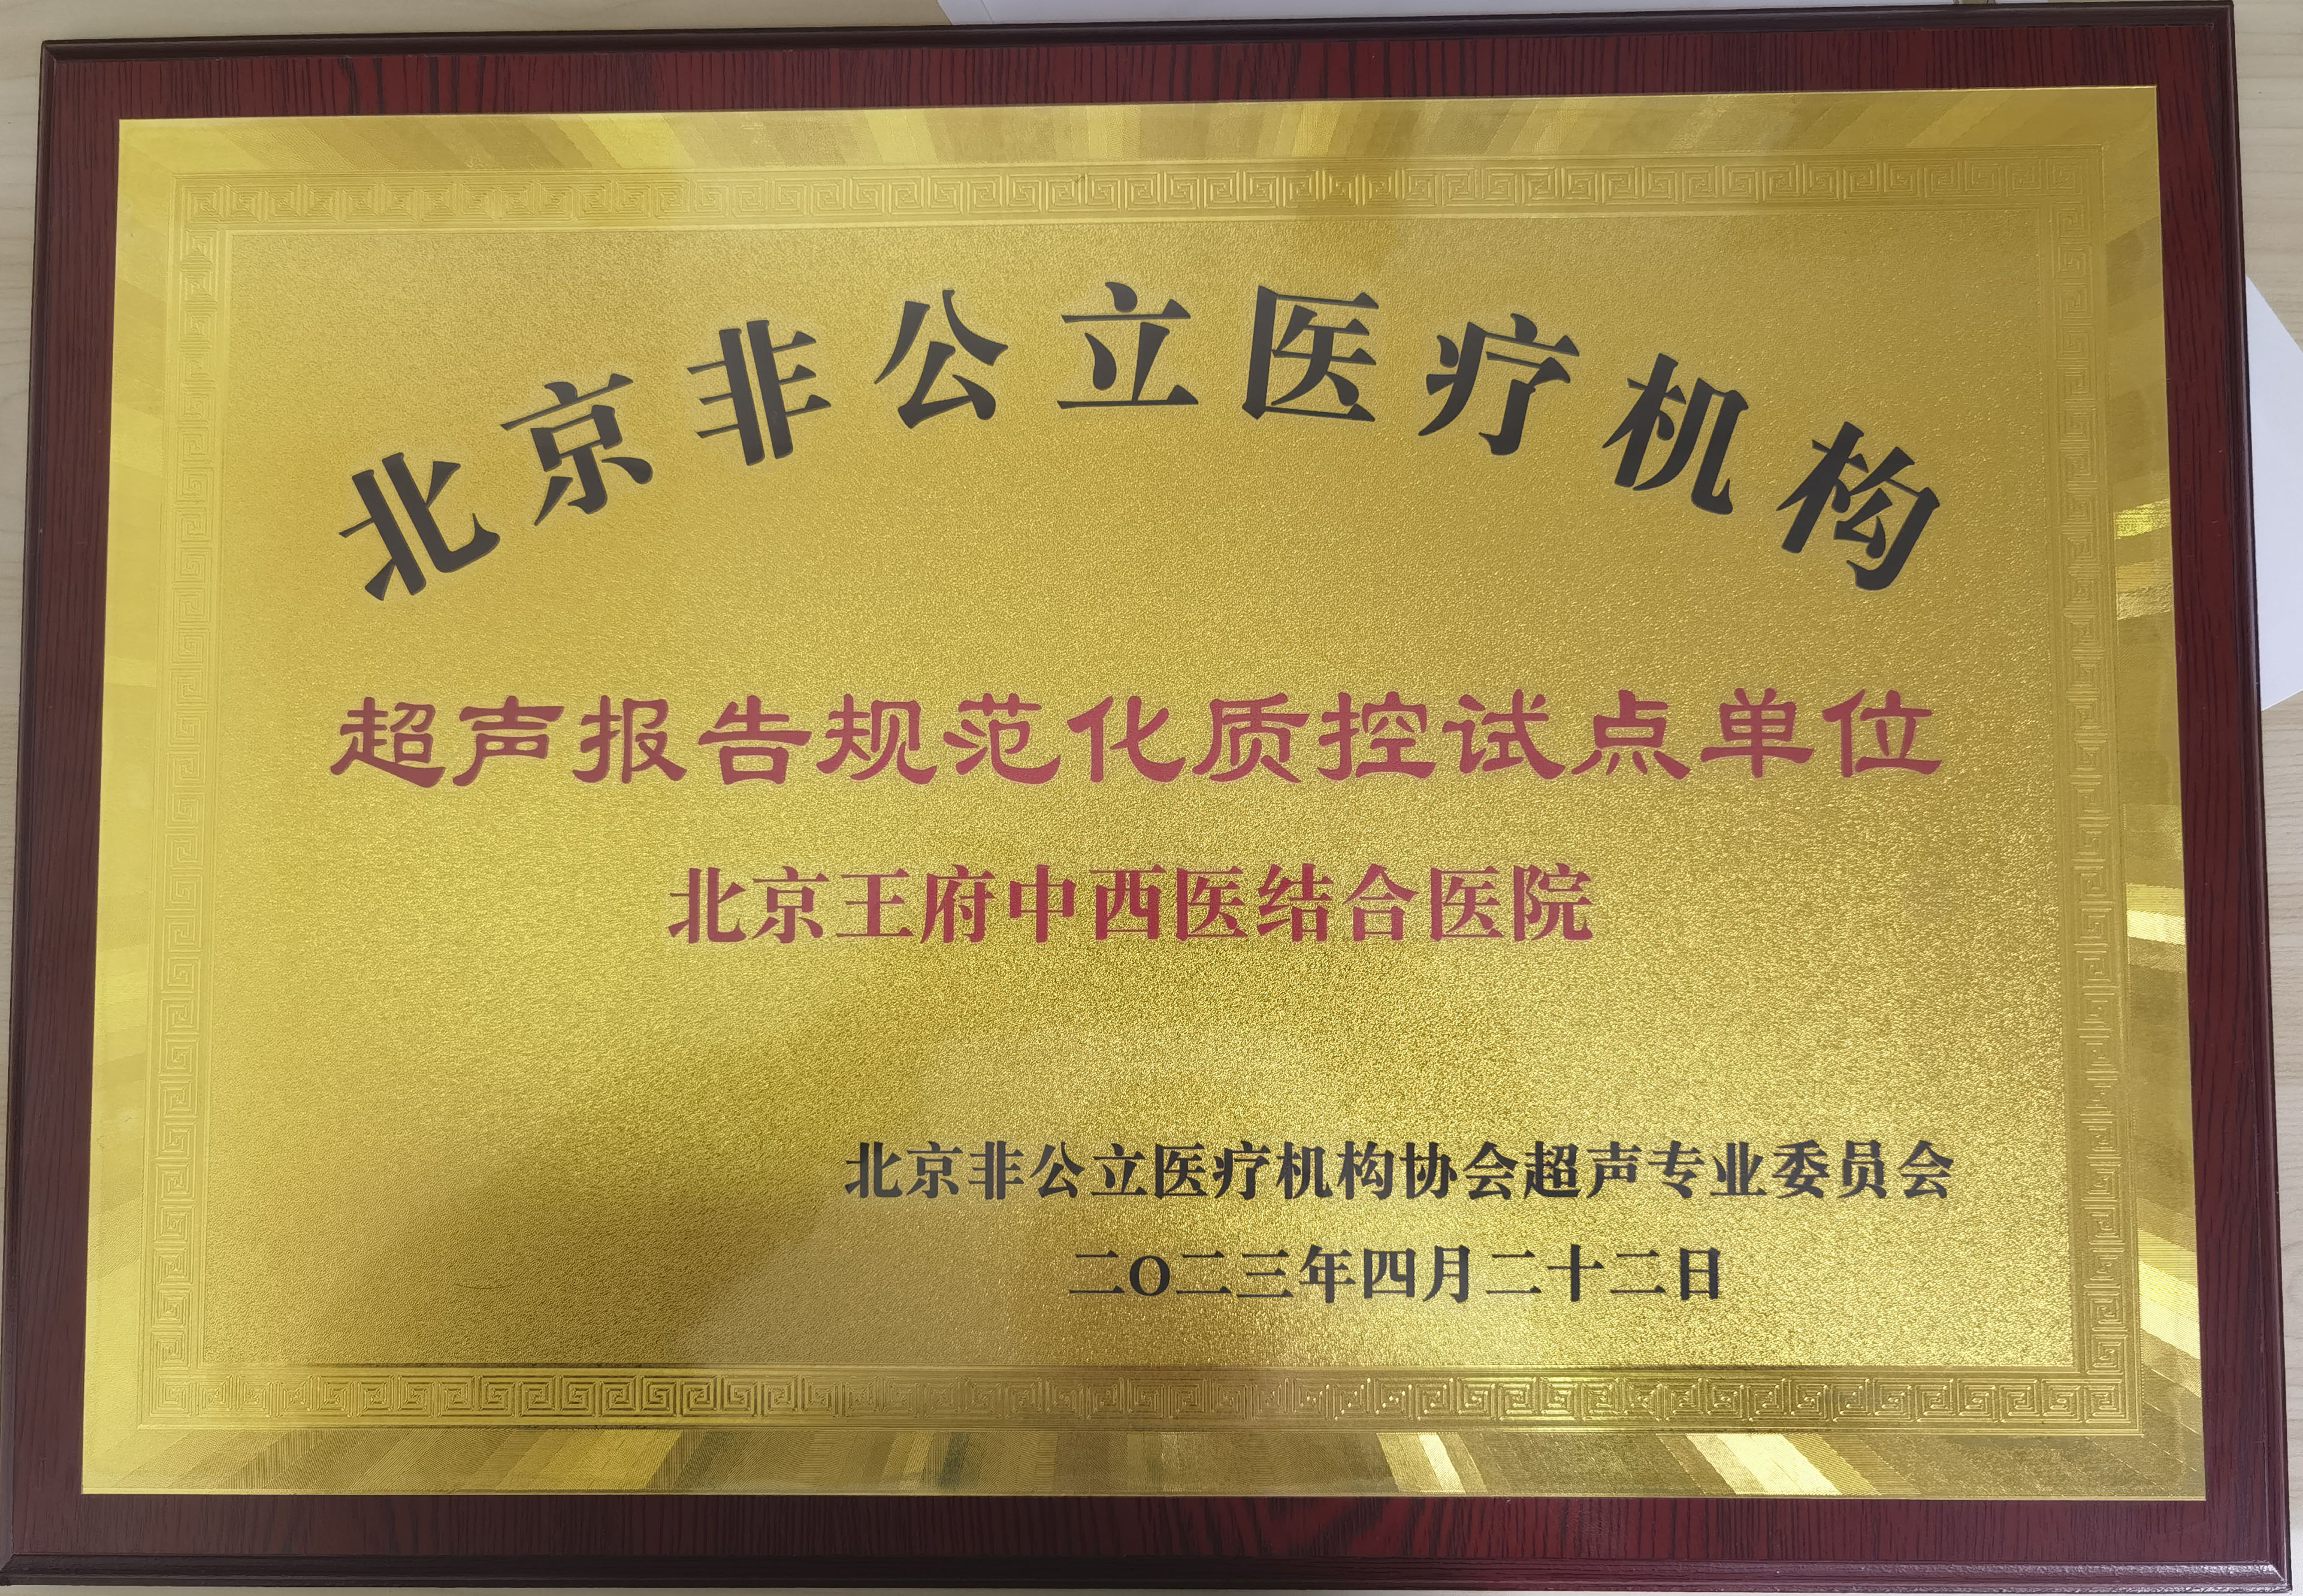 北京非公立医疗机构
超声报告规范化质控试点单位
北京王府中西医结合医院
北京非公立医疗机构协会超声专业委员会
二O二三年四月二十二日